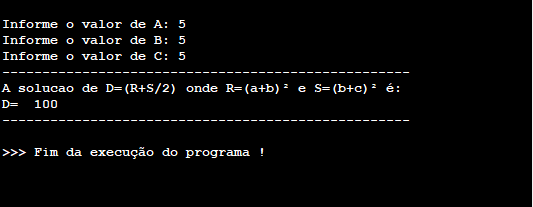 Informe o valor de A: 5
Informe o valor de B: 5
Informe o valor de C: 5
---------------------------------------------------
A solucao de D=(R+S/2) onde R=(a+b)² e S=(b+c)² é:
D=  100
---------------------------------------------------
>>> Fim da execução do programa !